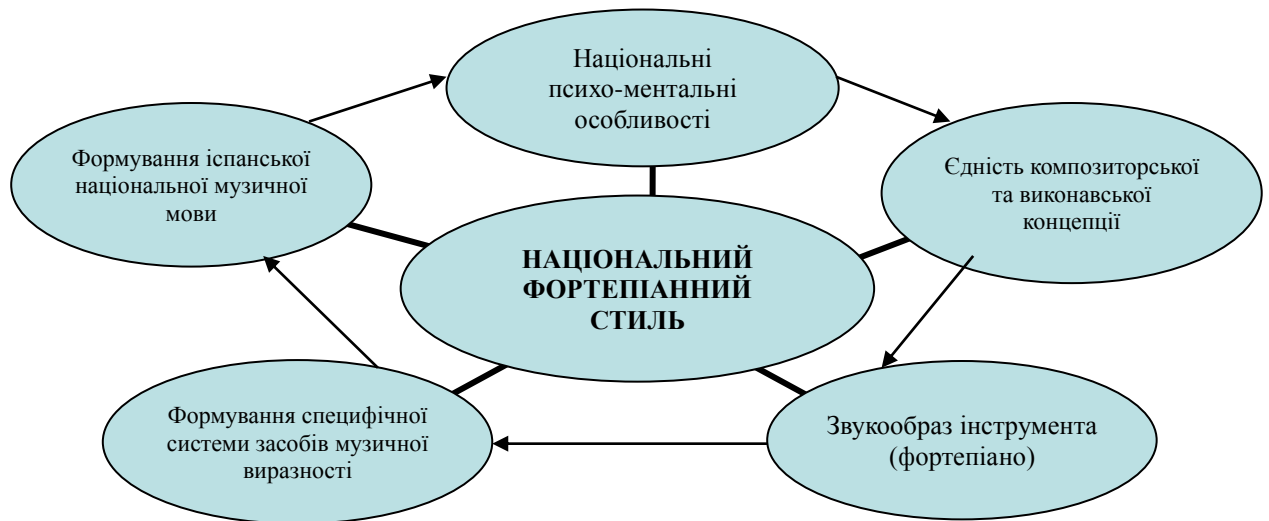 Національні
психо-ментальні
особливості
Формування іспанської
національної музичної
мови
Єдність композиторської
та виконавської
концепції
НАЦІОНАЛЬНИЙ
ФОРТЕПІАННИЙ
СТИЛЬ
Формування специфічної
системи засобів музичної
виразності
Звукообраз інструмента
(фортепіано)